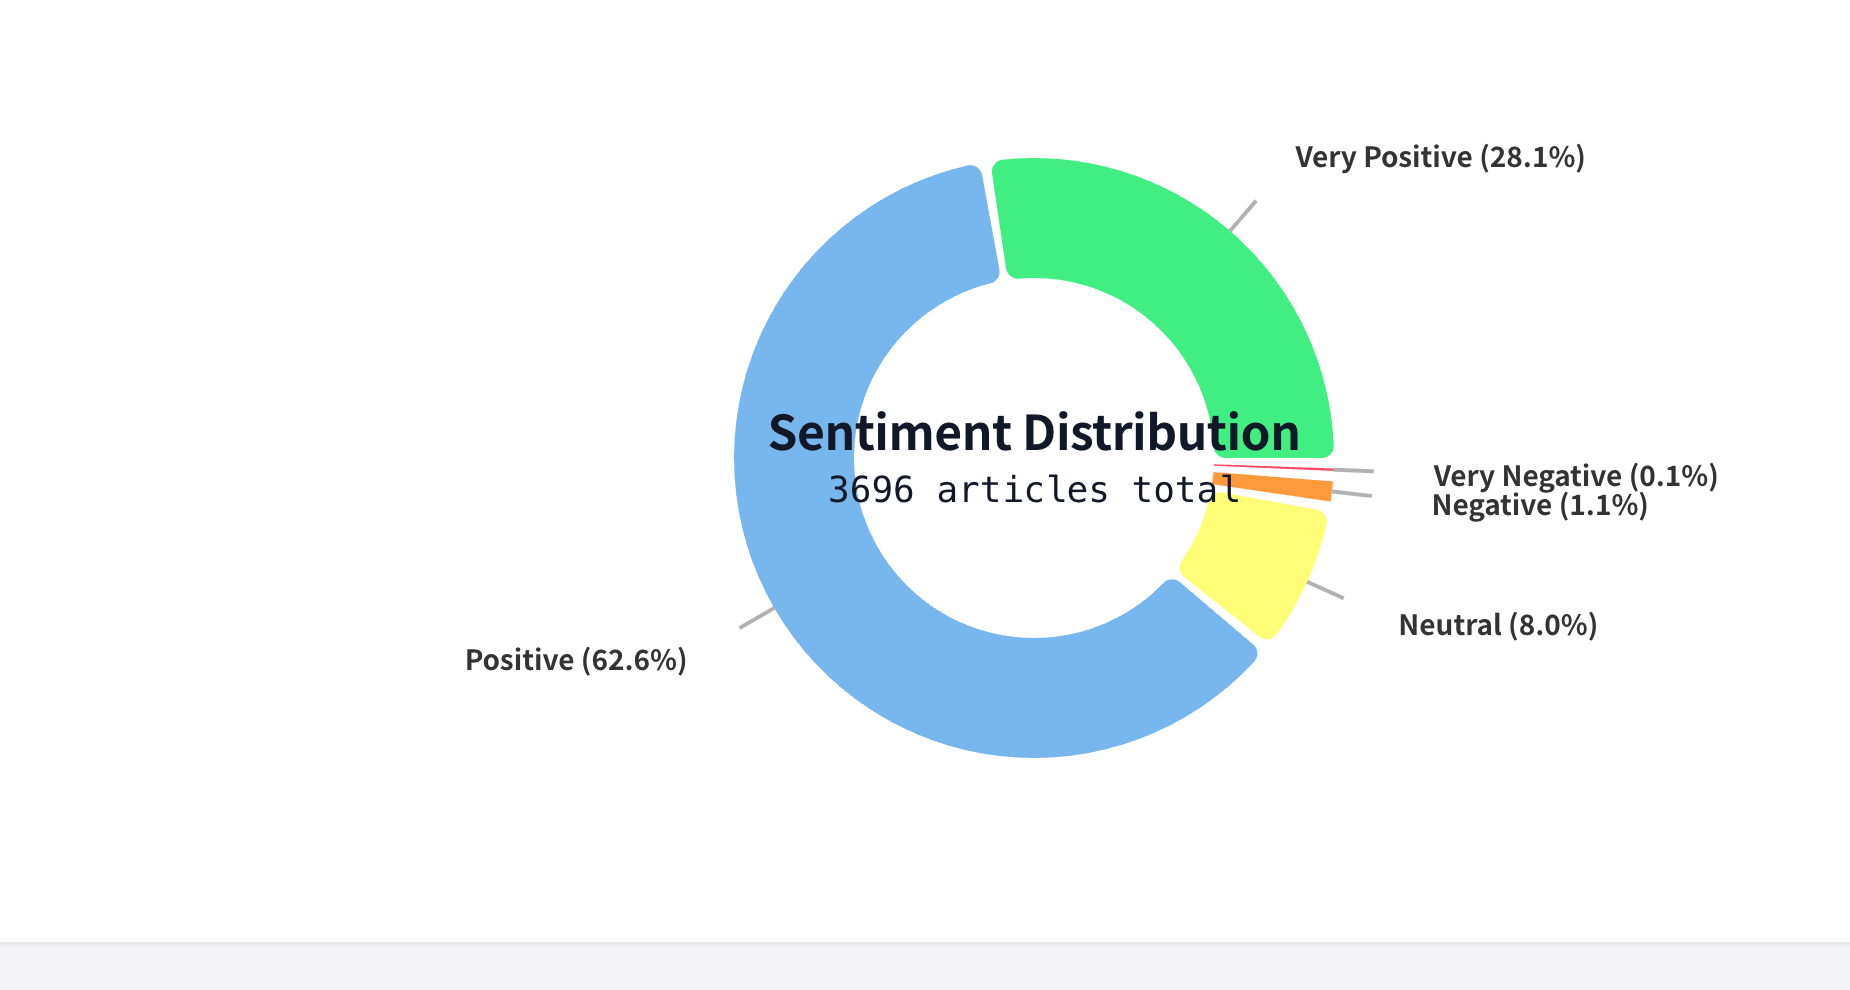 Very Positive (28.1%)
Sentiment Distribution
3696 articles total
Very Negative (0.1%)
Negative (1.1%)
Neutral (8.0%)
Positive (62.6%)